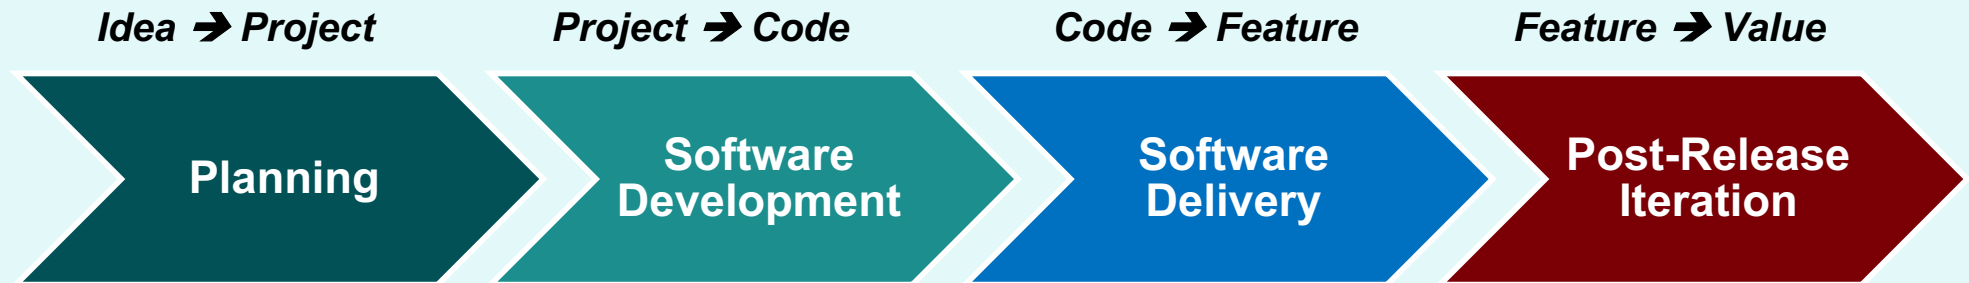 Idea ➔ Project
Project ➔ Code
Code ➔ Feature
Feature ➔ Value
Planning
Software
Development
Software
Delivery
Post-Release
Iteration